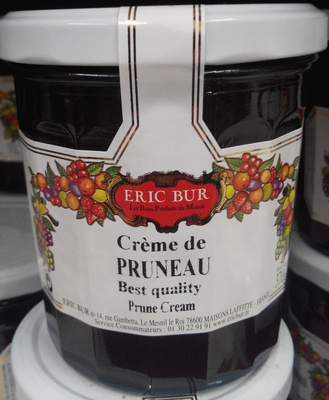 ERIC BUR
Les Bons Produits du Mesnil
Crème de
PRUNEAU
Best quality
Prune Cream
ERIC BUR 14, rue Gambetta, Le Mesnil le Roi 78600 MAISONS LAFFITTE - FRANCE
Service Consommateurs : 01 30 22 91 91 www.ericbur.fr